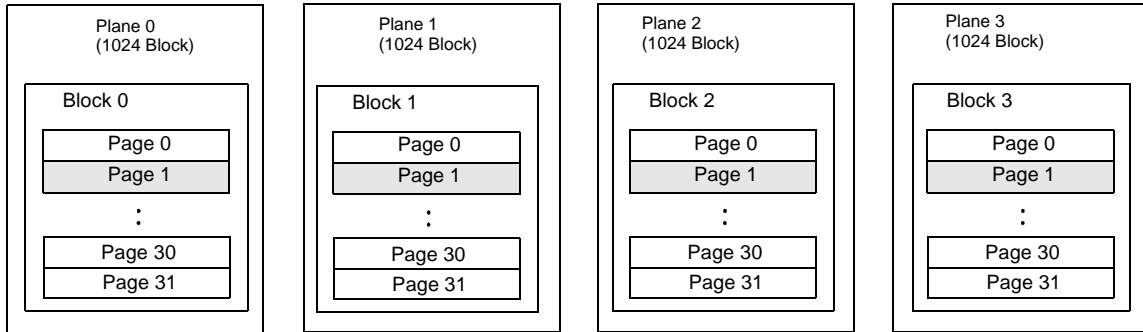 Plane 0
(1024 Block)
Block 0
Page 0
Page 1
:
Page 30
Page 31
Plane 1
(1024 Block)
Block 1
Page 0
Page 1
:
Page 30
Page 31
Plane 2
(1024 Block)
Block 2
Page 0
Page 1
:
Page 30
Page 31
Plane 3
(1024 Block)
Block 3
Page 0
Page 1
:
Page 30
Page 31